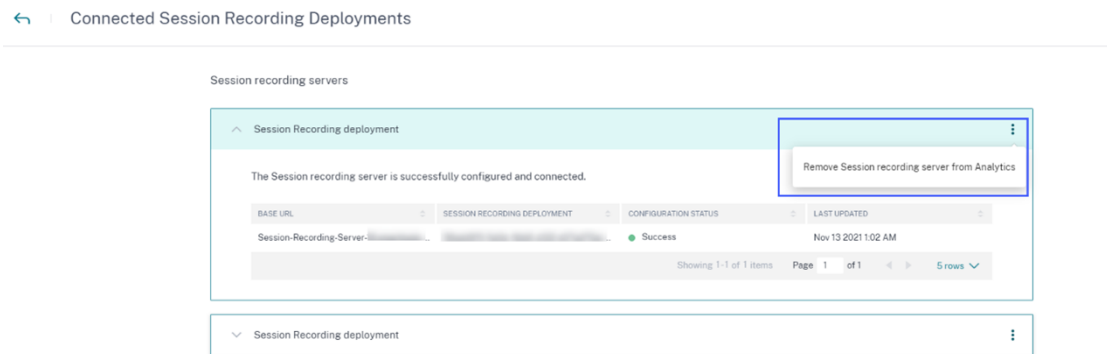 Connected Session Recording Deployments
Session recording servers
Session Recording deployment
Remove Session recording server from Analytics
The Session recording server is successfully configured and connected.
BASE URL SESSION RECORDING DEPLOYMENT CONFIGURATION STATUS LAST UPDATED
Session-Recording-Server- Success Nov 13 2021 1:02 AM
Showing 1-1 of 1 items Page 1 of 1 5 rows
Session Recording deployment